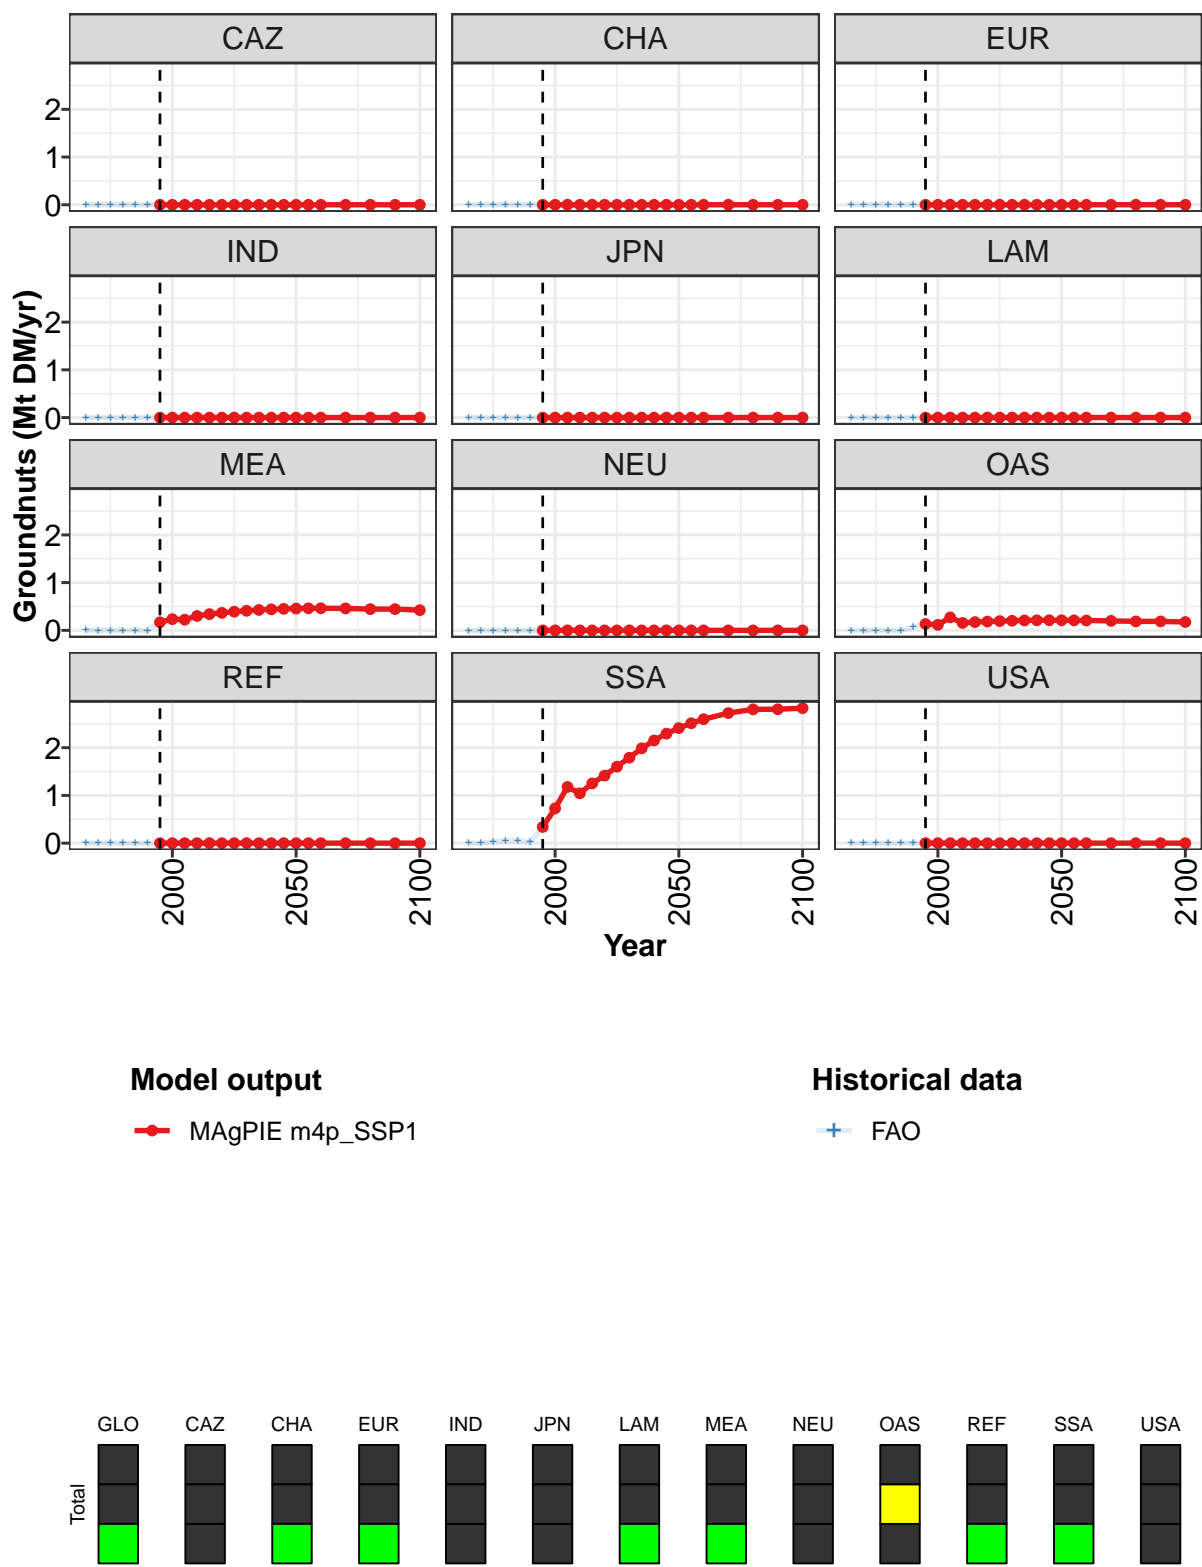 CAZ CHA EUR
2
1
0
IND JPN LAM
2
1
0
MEA NEU OAS
2
1
0
REF SSA USA
2
1
0
Groundnuts (Mt DM/yr)
2000 2050 2100 2000 2050 2100 2000 2050 2100
Year
Model output Historical data
MAgPIE m4p_SSP1 FAO
GLO CAZ CHA EUR IND JPN LAM MEA NEU OAS REF SSA USA
Total